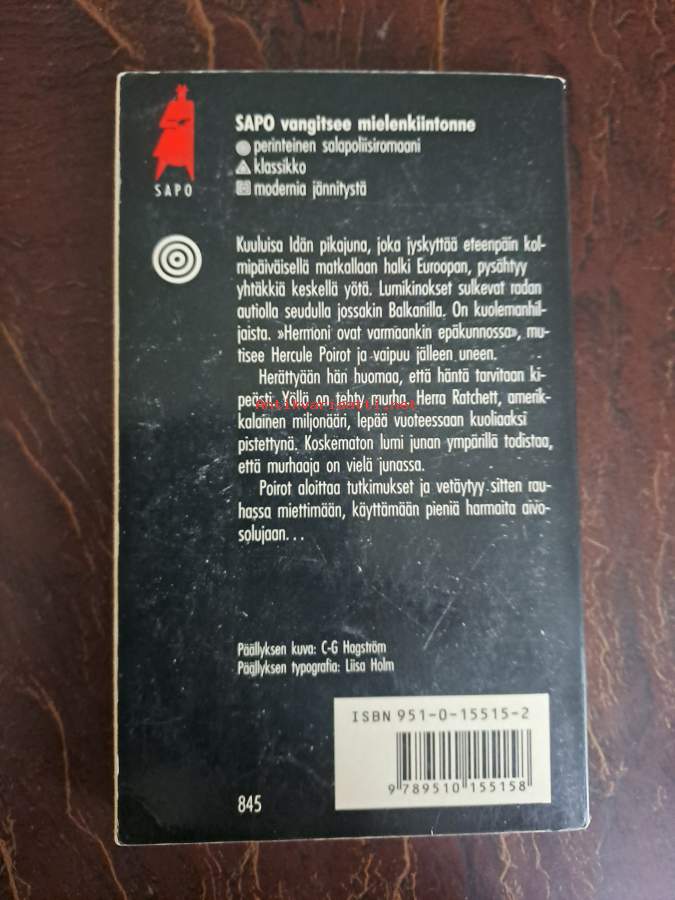 SAPO vangitsee mielenkiintonne
perinteinen salapoliisiromaani
klassikko
modernia jännitystä
SAPO
Kuuluisa Idän pikajuna, joka jyskyttää eteenpäin kol-
mipäiväisellä matkallaan halki Euroopan, pysähtyy
yhtäkkiä keskellä yötä. Lumikinokset sulkevat radan
autiolla seudulla jossakin Balkanilla. On kuolemanhil-
jaista. »Hermoni ovat varmaankin epäkunnossa», mu-
tisee Hercule Poirot ja vaipuu jälleen uneen.
Herättyään hän huomaa, että häntä tarvitaan ki-
peästi. Yöllä on tehty murha. Herra Ratchett, amerik-
kalainen miljonääri, lepää vuoteessaan kuoliaaksi
pistettynä. Koskematon lumi junan ympärillä todistaa,
että murhaaja on vielä junassa.
Poirot aloittaa tutkimukset ja vetäytyy sitten rau-
hassa miettimään, käyttämään pieniä harmaita aivo-
solujaan...
Antikvariaatti.net
Päällyksen kuva: C-G Hagström
Päällyksen typografia: Liisa Holm
ISBN 951-0-15515-2
9 789510 155158
845